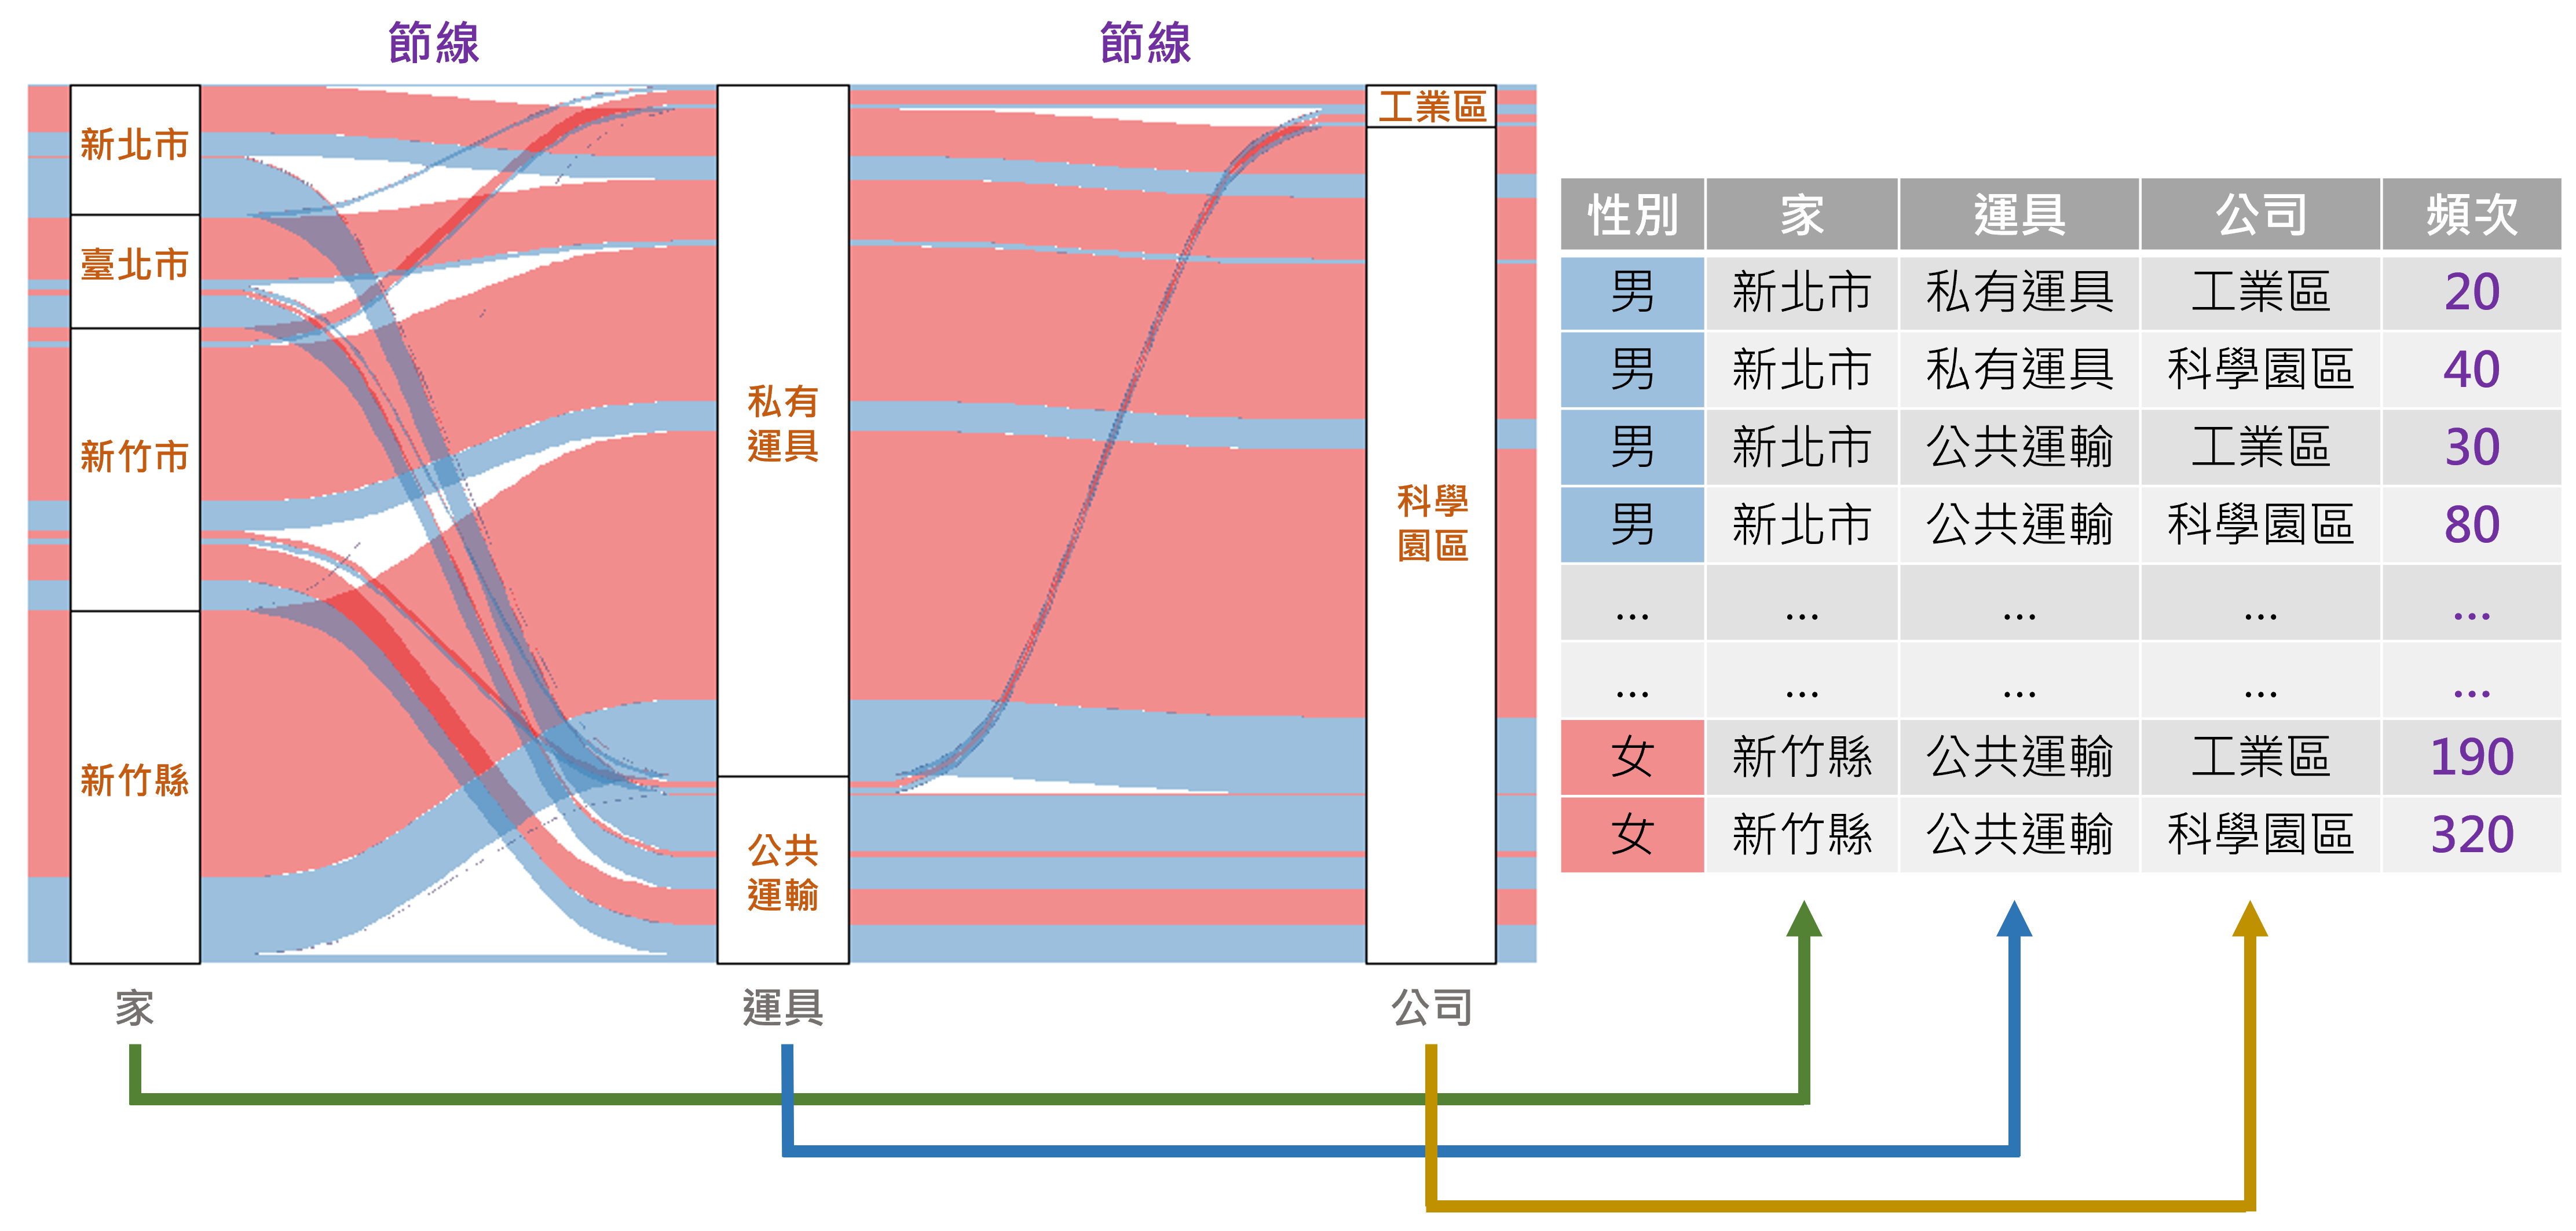 節線
節線
新北市
臺北市
新竹市
新竹縣
私有
運具
公共
運輸
工業區
科學
園區
家
運具
公司
性別 家 運具 公司 頻次
男 新北市 私有運具 工業區 20
男 新北市 私有運具 科學園區 40
男 新北市 公共運輸 工業區 30
男 新北市 公共運輸 科學園區 80
... ... ... ... ...
... ... ... ... ...
女 新竹縣 公共運輸 工業區 190
女 新竹縣 公共運輸 科學園區 320